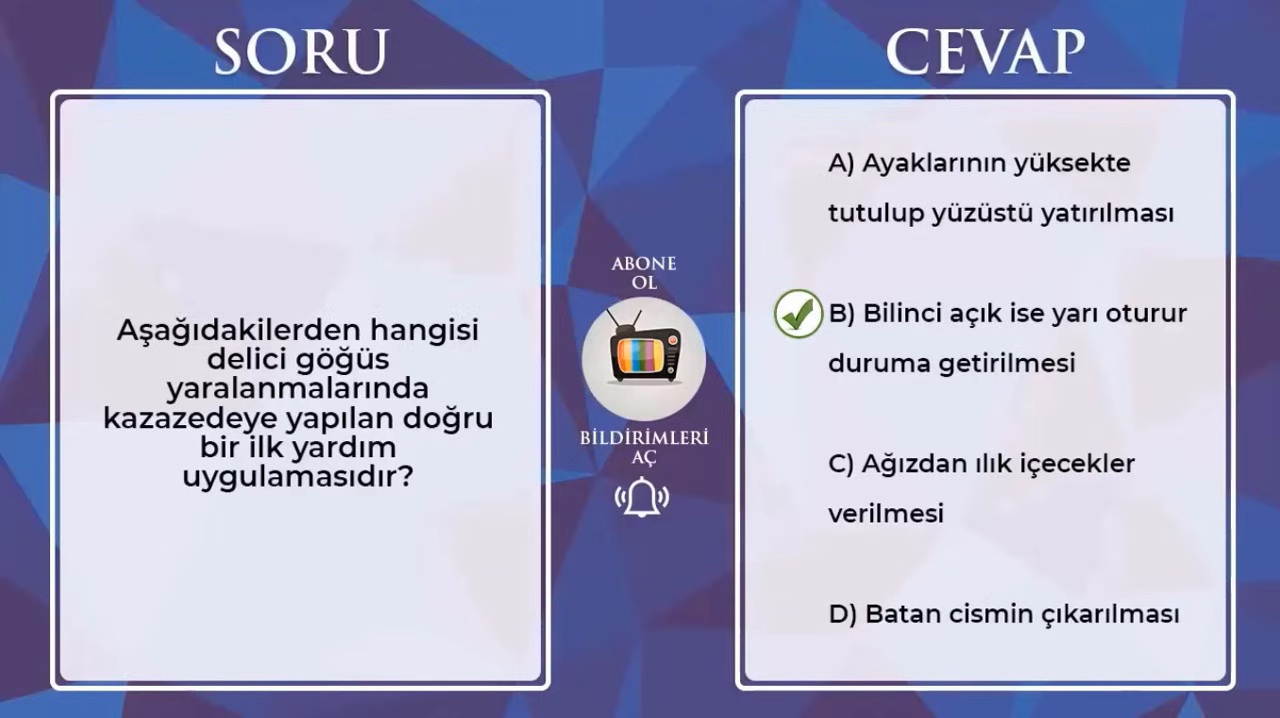 SORU
Aşağıdakilerden hangisi
delici göğüs
yaralanmalarında
kazazedeye yapılan doğru
bir ilk yardım
uygulamasıdır?
ABONE
OL
BİLDİRİMLERİ
AÇ
CEVAP
A) Ayaklarının yüksekte
tutulup yüzüstü yatırılması
B) Bilinci açık ise yarı oturur
duruma getirilmesi
C) Ağızdan ılık içecekler
verilmesi
D) Batan cismin çıkarılması